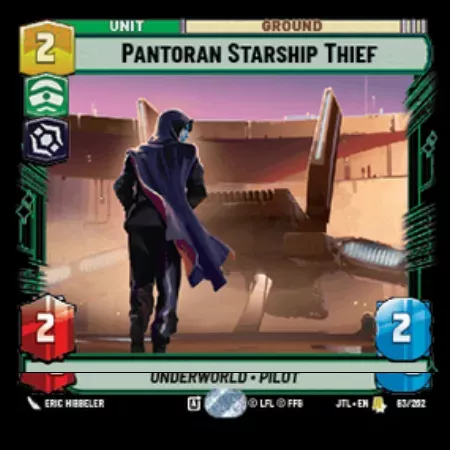 UNIT
GROUND
2
PANTORAN STARSHIP THIEF
2
2
UNDERWORLD • PILOT
ERIC HIBBELER
A
© LFL © FFG
JTL • EN
63/262